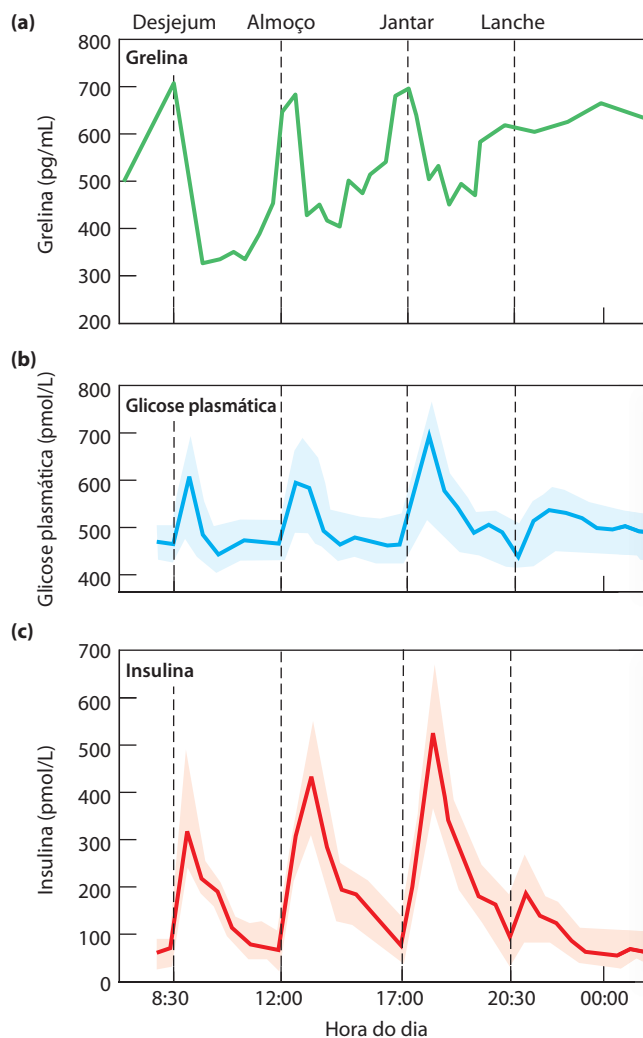 (a)
Desjejum Almoço Jantar Lanche
800
700
600
500
400
300
200
Grelina (pg/mL)
Grelina
(b)
800
700
600
500
400
Glicose plasmática (pmol/L)
Glicose plasmática
(c)
700
600
500
400
300
200
100
0
Insulina (pmol/L)
Insulina
8:30 12:00 17:00 20:30 00:00
Hora do dia